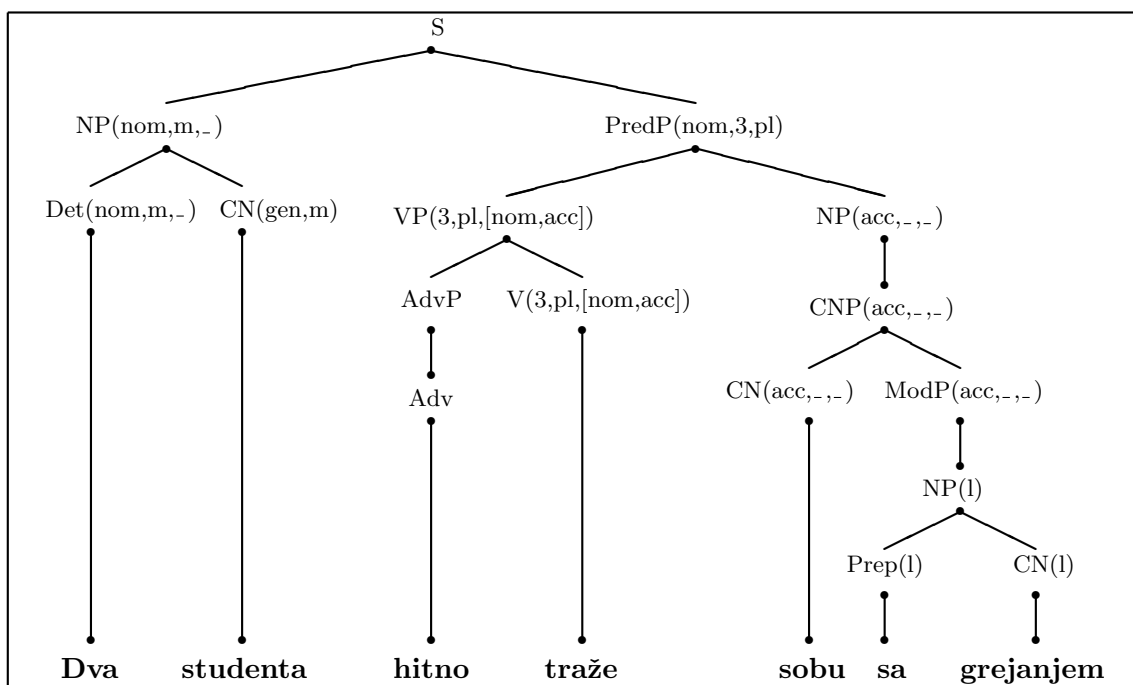 S
NP(nom,m,_) PredP(nom,3,pl)
Det(nom,m,_) CN(gen,m) VP(3,pl,[nom,acc]) NP(acc,_,_)
AdvP V(3,pl,[nom,acc]) CNP(acc,_,_)
Adv CN(acc,_,_) ModP(acc,_,_)
NP(l)
Prep(l) CN(l)
Dva studenta hitno traže sobu sa grejanjem